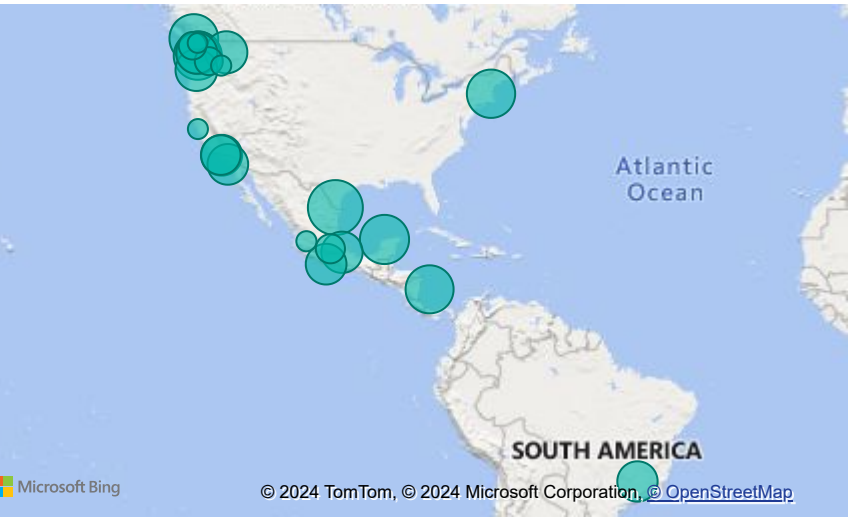 Atlantic
Ocean
SOUTH AMERICA
Microsoft Bing
© 2024 TomTom, © 2024 Microsoft Corporation, © OpenStreetMap